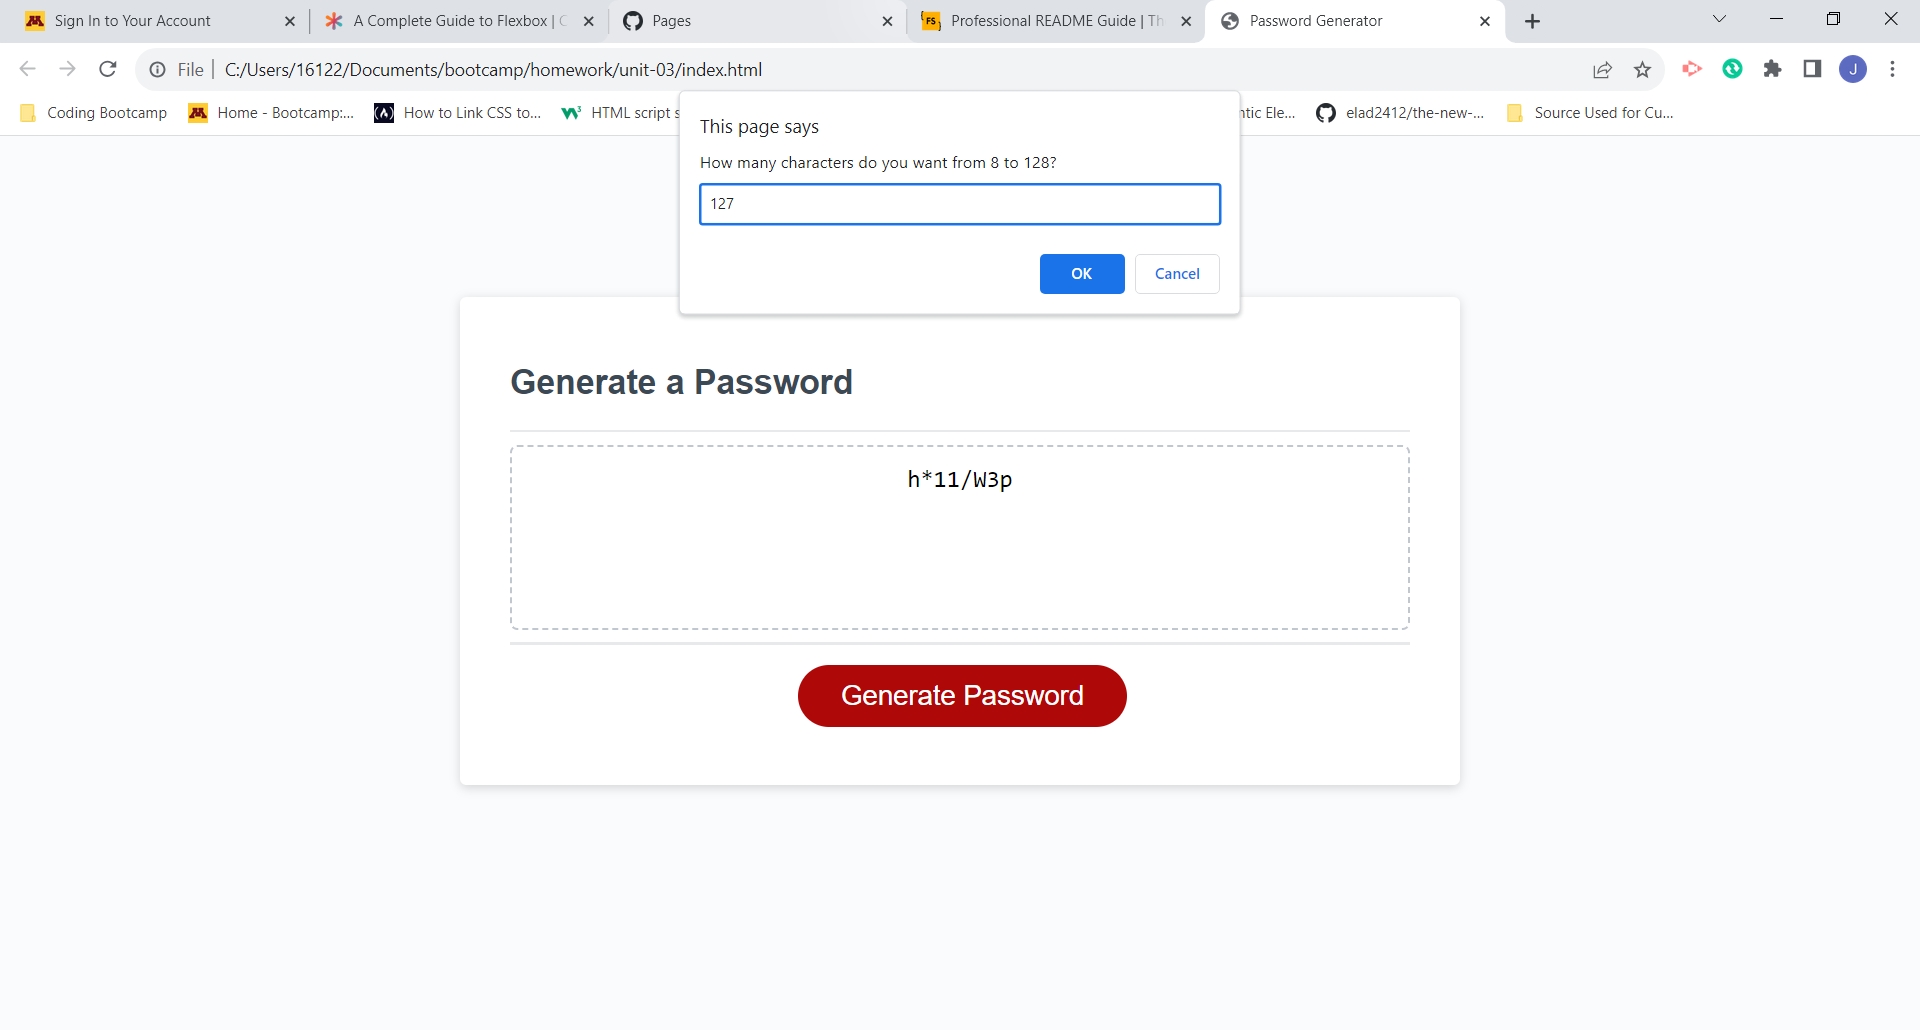 Sign In to Your Account
A Complete Guide to Flexbox | C
Pages
Professional README Guide | Th
Password Generator
File | C:/Users/16122/Documents/bootcamp/homework/unit-03/index.html
J
Coding Bootcamp
Home - Bootcamp:...
How to Link CSS to...
HTML script s
ntic Ele...
elad2412/the-new-...
Source Used for Cu...
This page says
How many characters do you want from 8 to 128?
127
OK
Cancel
Generate a Password
h*11/W3p
Generate Password